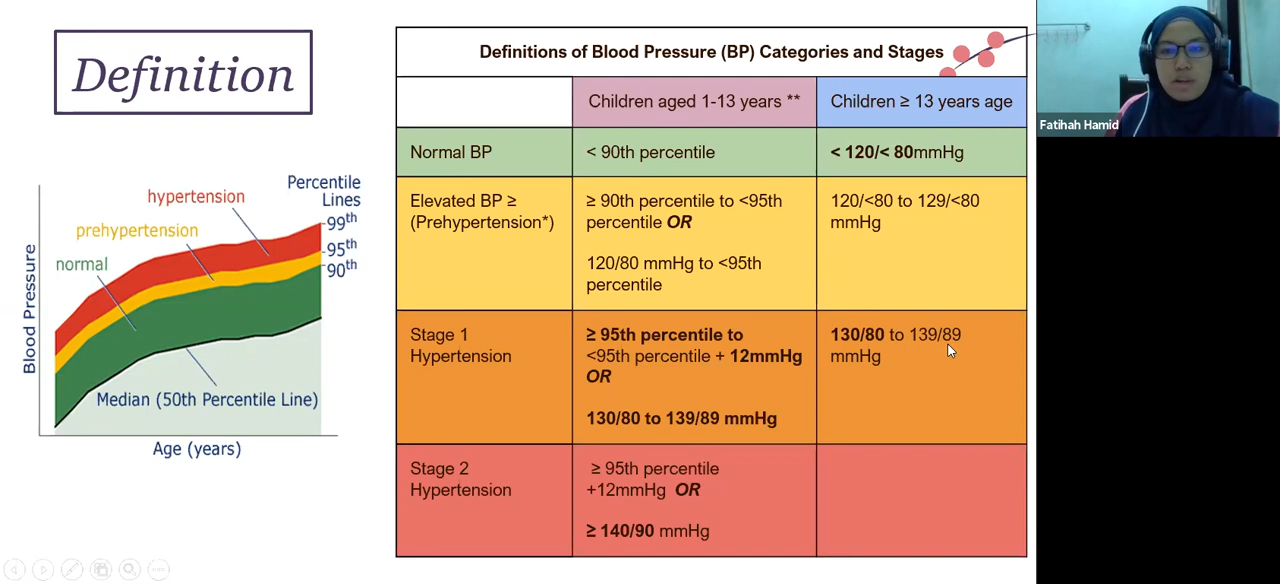 Definition
hypertension
Percentile
Lines
99th
prehypertension
95th
normal
90th
Blood Pressure
Median (50th Percentile Line)
Age (years)
Definitions of Blood Pressure (BP) Categories and Stages
Children aged 1-13 years **
Children ≥ 13 years age
Normal BP
< 90th percentile
< 120/< 80mmHg
Elevated BP ≥
(Prehypertension*)
≥ 90th percentile to <95th
percentile OR
120/80 mmHg to <95th
percentile
120/<80 to 129/<80
mmHg
Stage 1
Hypertension
≥ 95th percentile to
<95th percentile + 12mmHg
OR
130/80 to 139/89 mmHg
130/80 to 139/89
mmHg
Stage 2
Hypertension
≥ 95th percentile
+12mmHg OR
≥ 140/90 mmHg
Fatihah Hamid